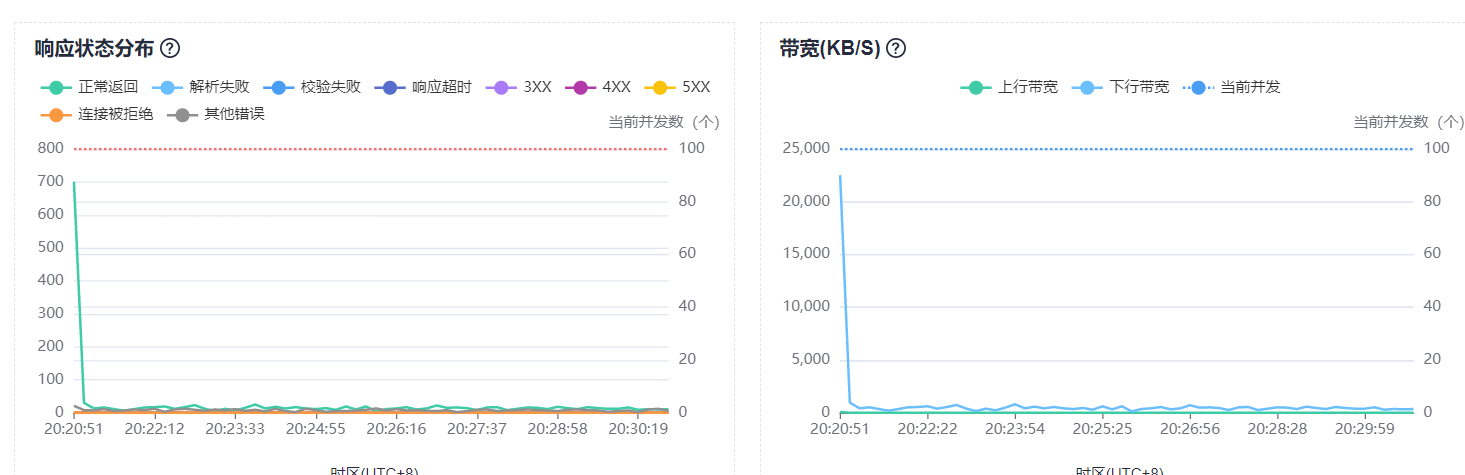 响应状态分布 ?
正常返回 解析失败 校验失败 响应超时 3XX 4XX 5XX
连接被拒绝 其他错误
当前并发数（个）
800
700
600
500
400
300
200
100
0
100
80
60
40
20
0
20:20:51 20:22:12 20:23:33 20:24:55 20:26:16 20:27:37 20:28:58 20:30:19
时区(UTC+8)
带宽(KB/S) ?
上行带宽 下行带宽 当前并发
当前并发数（个）
25,000
20,000
15,000
10,000
5,000
0
100
80
60
40
20
0
20:20:51 20:22:22 20:23:54 20:25:25 20:26:56 20:28:28 20:29:59
时区(UTC+8)